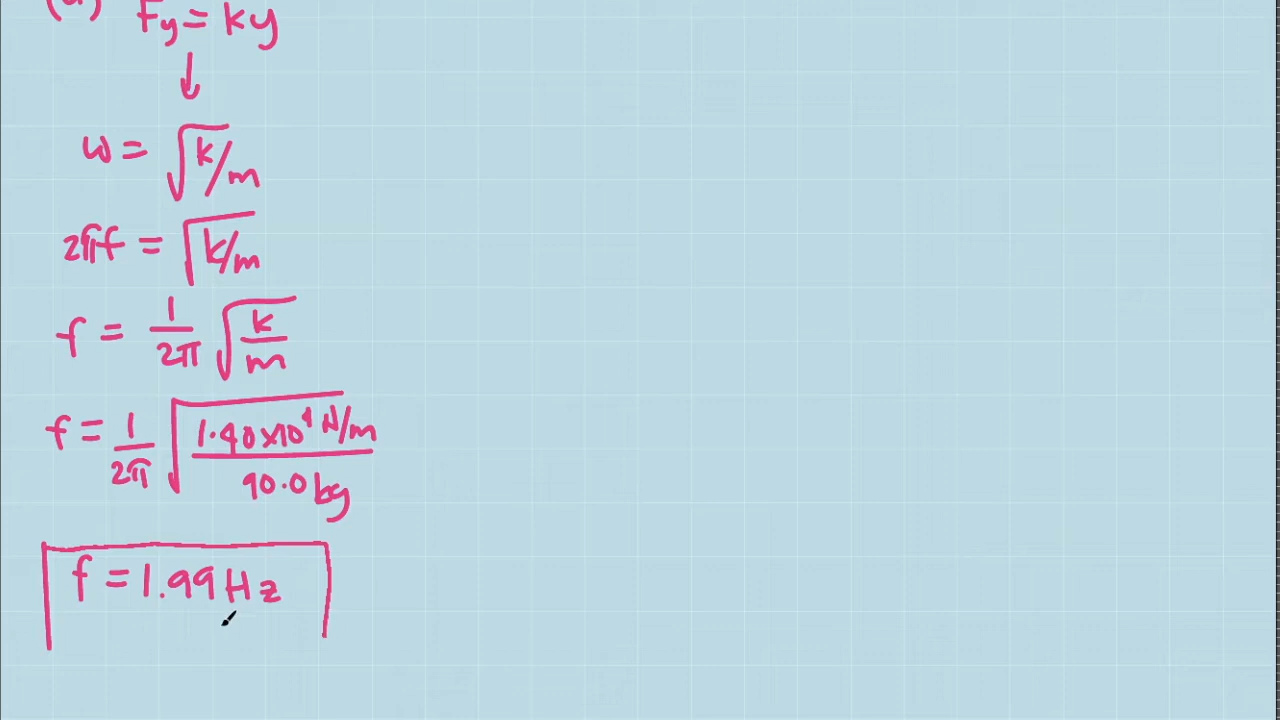 (a) Fy = ky
↓
ω = √k/m
2πf = √k/m
f = 1/2π √k/m
f = 1/2π √1.40×10⁴ N/m / 90.0 kg
f = 1.99 Hz